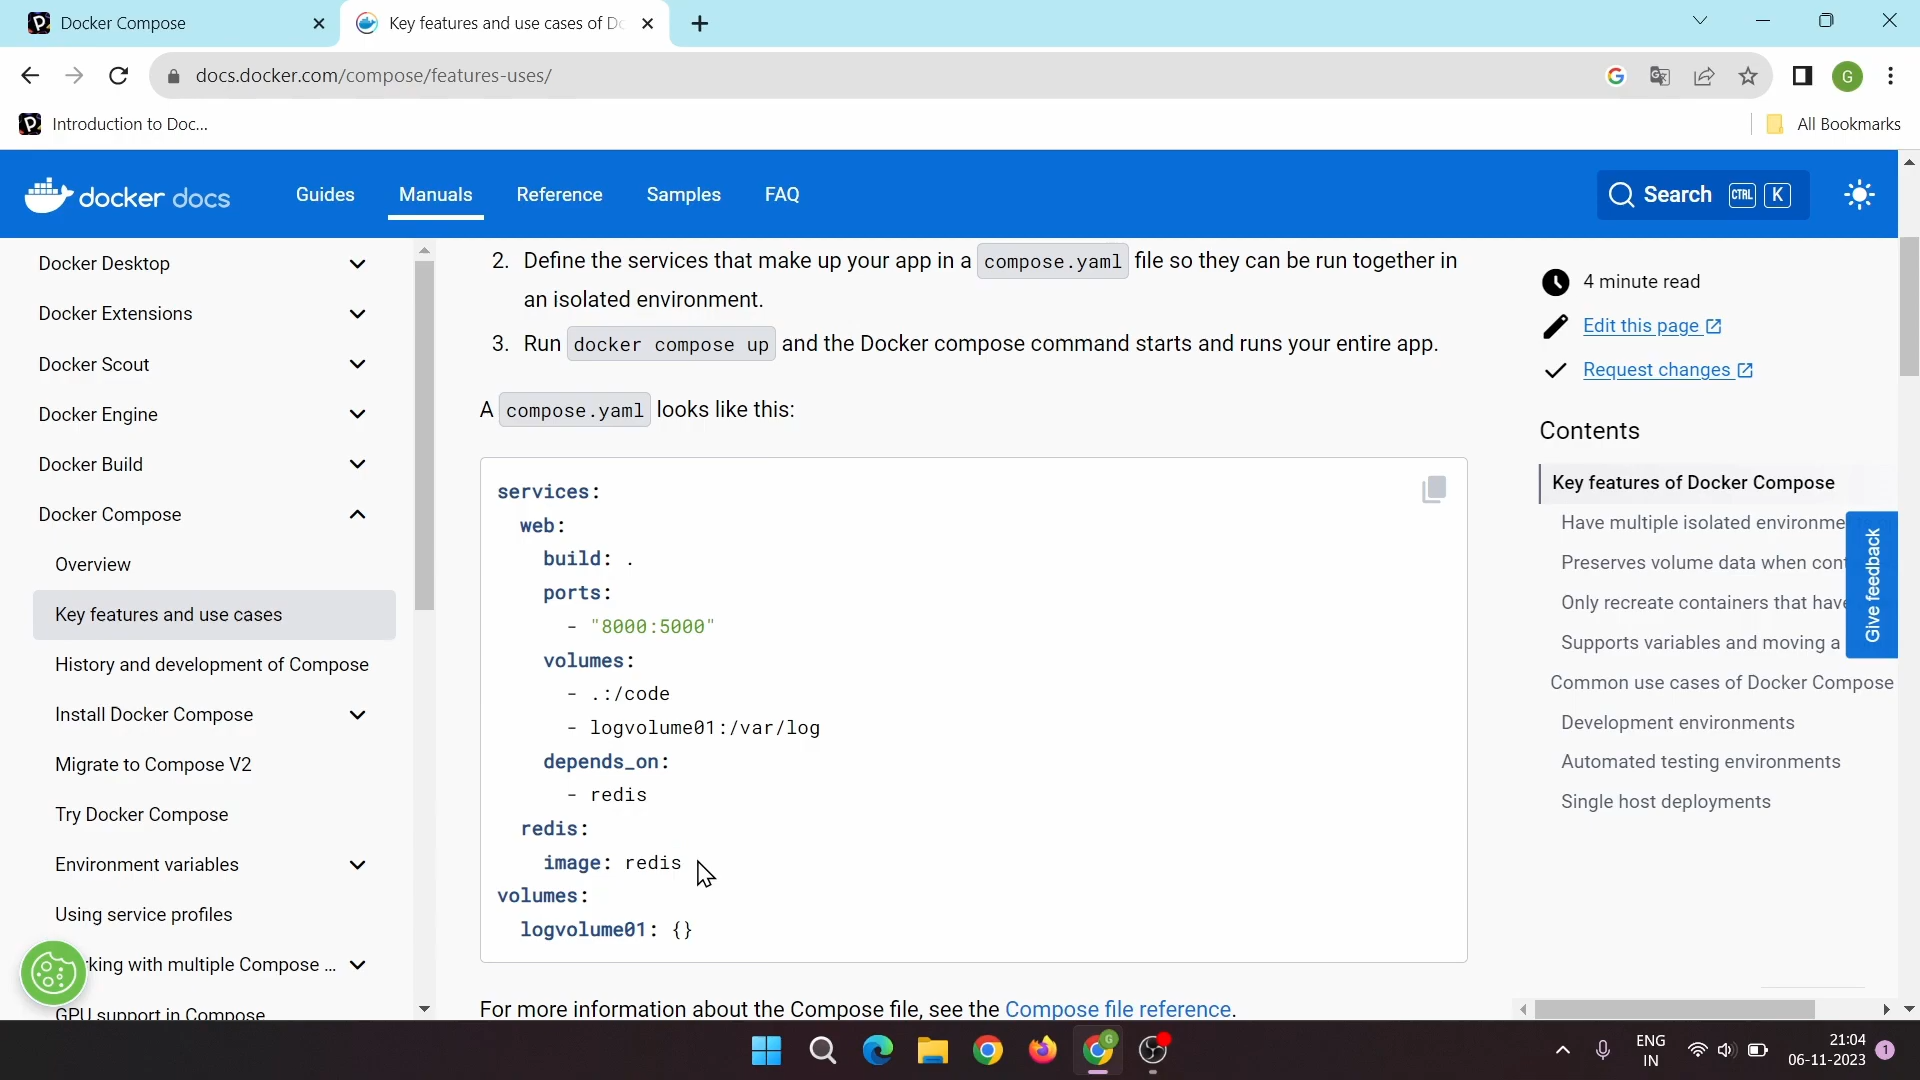 Docker Compose
Key features and use cases of Do
docs.docker.com/compose/features-uses/
G
Introduction to Doc...
All Bookmarks
docker docs
Guides
Manuals
Reference
Samples
FAQ
Search CTRL K
Docker Desktop
Docker Extensions
Docker Scout
Docker Engine
Docker Build
Docker Compose
Overview
Key features and use cases
History and development of Compose
Install Docker Compose
Migrate to Compose V2
Try Docker Compose
Environment variables
Using service profiles
rking with multiple Compose ...
GPU support in Compose
2. Define the services that make up your app in a compose.yaml file so they can be run together in
an isolated environment.
3. Run docker compose up and the Docker compose command starts and runs your entire app.
A compose.yaml looks like this:
services:
web:
build: .
ports:
- "8000:5000"
volumes:
- .:/code
- logvolume01:/var/log
depends_on:
- redis
redis:
image: redis
volumes:
logvolume01: {}
For more information about the Compose file, see the Compose file reference.
4 minute read
Edit this page
Request changes
Contents
Key features of Docker Compose
Have multiple isolated environme
Preserves volume data when con
Only recreate containers that have
Supports variables and moving a
Common use cases of Docker Compose
Development environments
Automated testing environments
Single host deployments
Give feedback
G
ENG
IN
21:04
06-11-2023
1